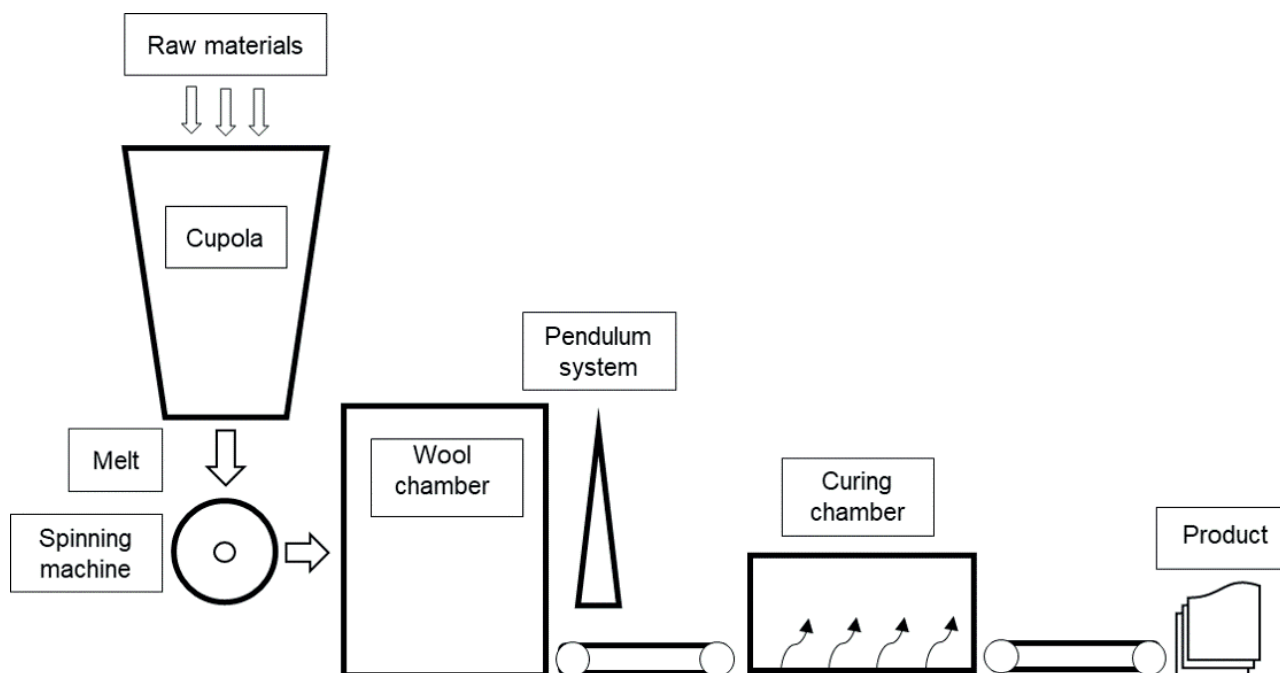 Raw materials
Cupola
Melt
Spinning
machine
Wool
chamber
Pendulum
system
Curing
chamber
Product